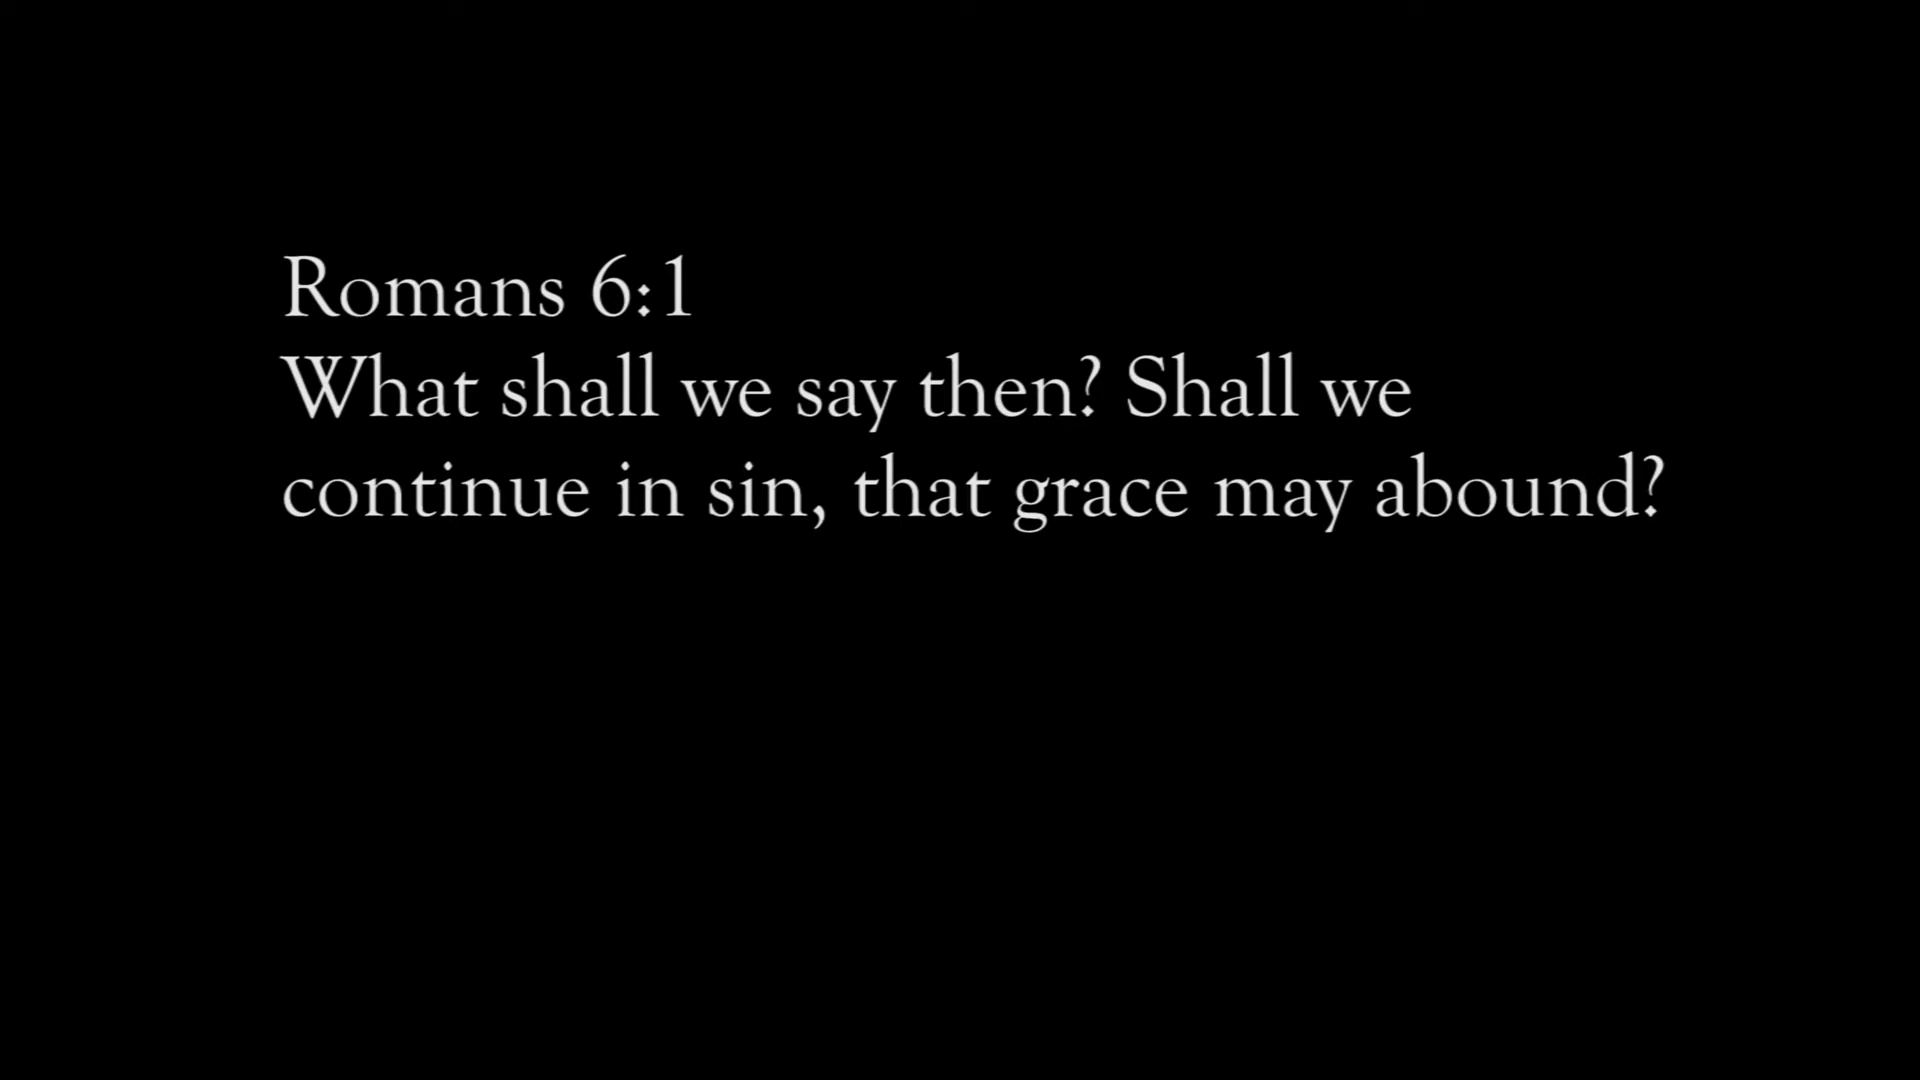 Romans 6:1
What shall we say then? Shall we
continue in sin, that grace may abound?